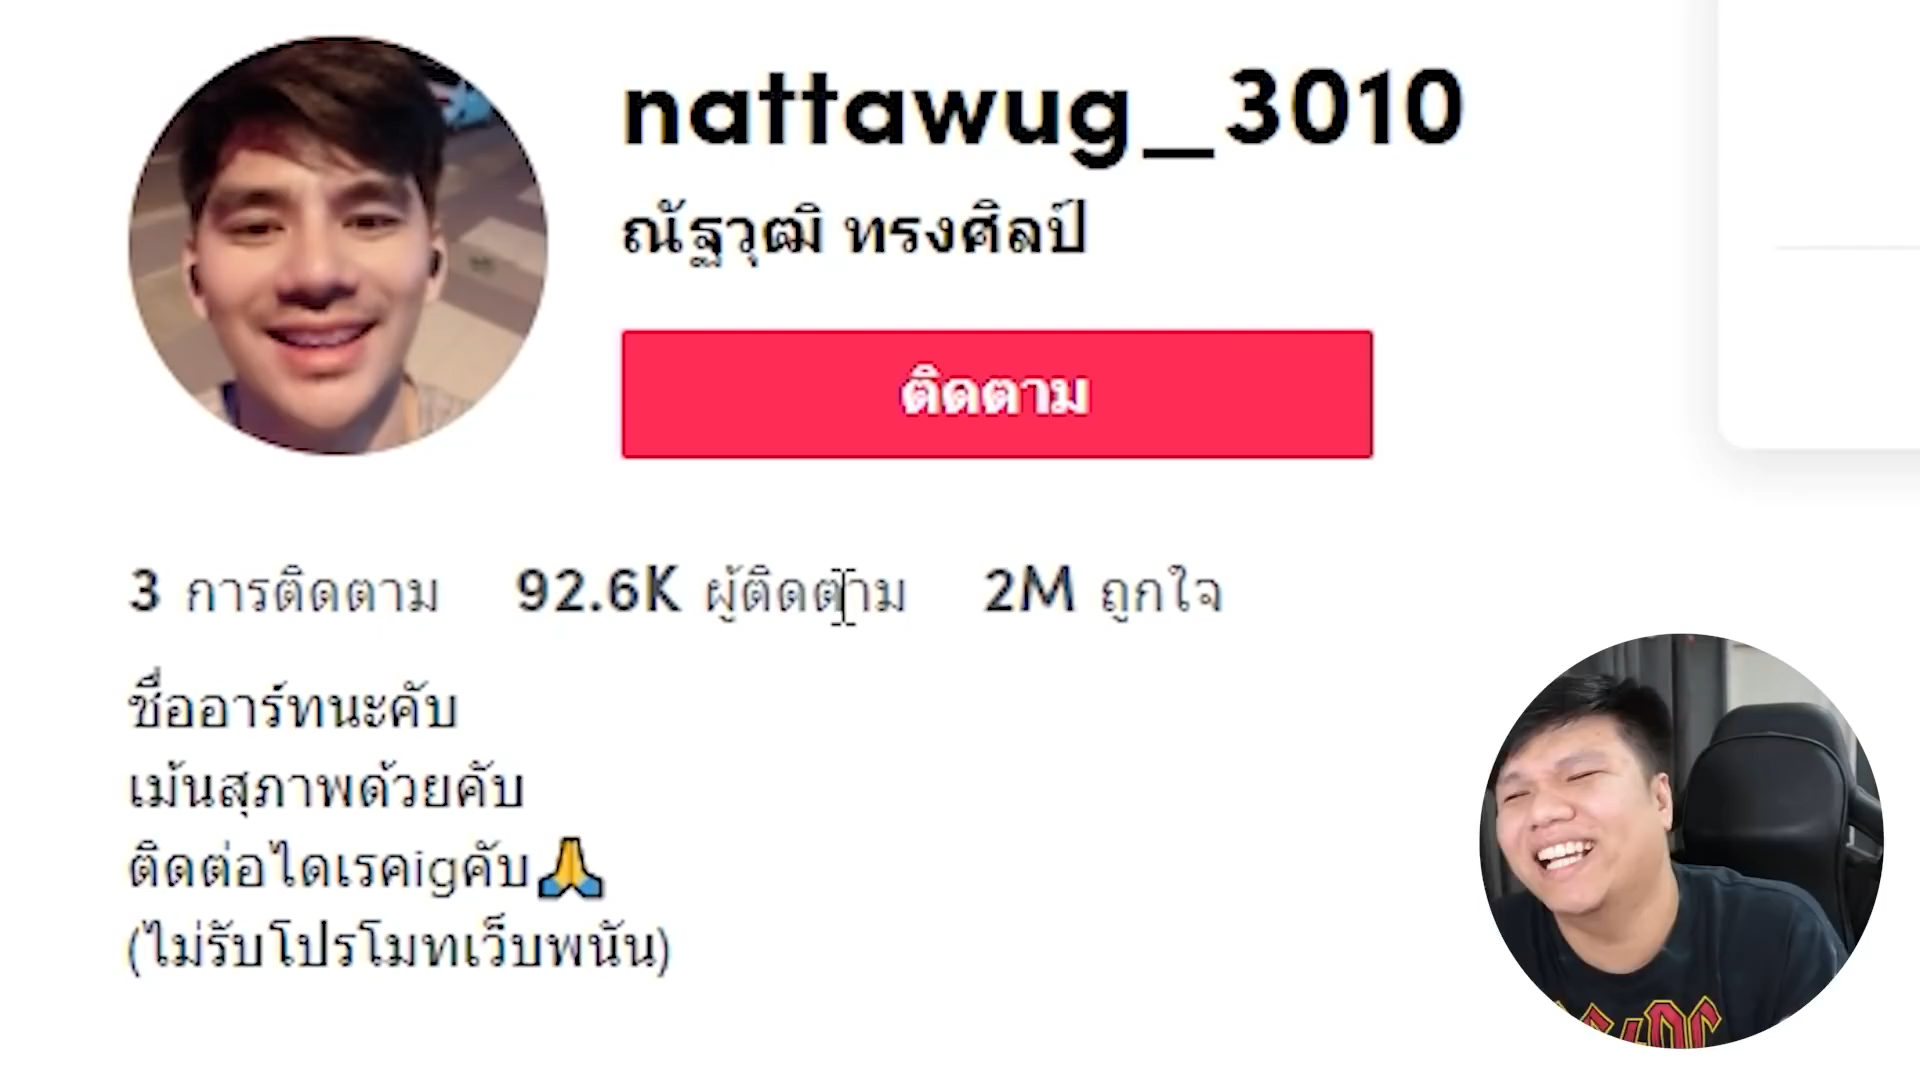 nattawug_3010
ณัฐวุฒิ ทรงศิลป์
ติดตาม
3 การติดตาม 92.6K ผู้ติดตาม 2M ถูกใจ
ชื่ออาร์ทนะคับ
เม้นสุภาพด้วยคับ
ติดต่อไดเรคigคับ🙏
(ไม่รับโปรโมทเว็บพนัน)